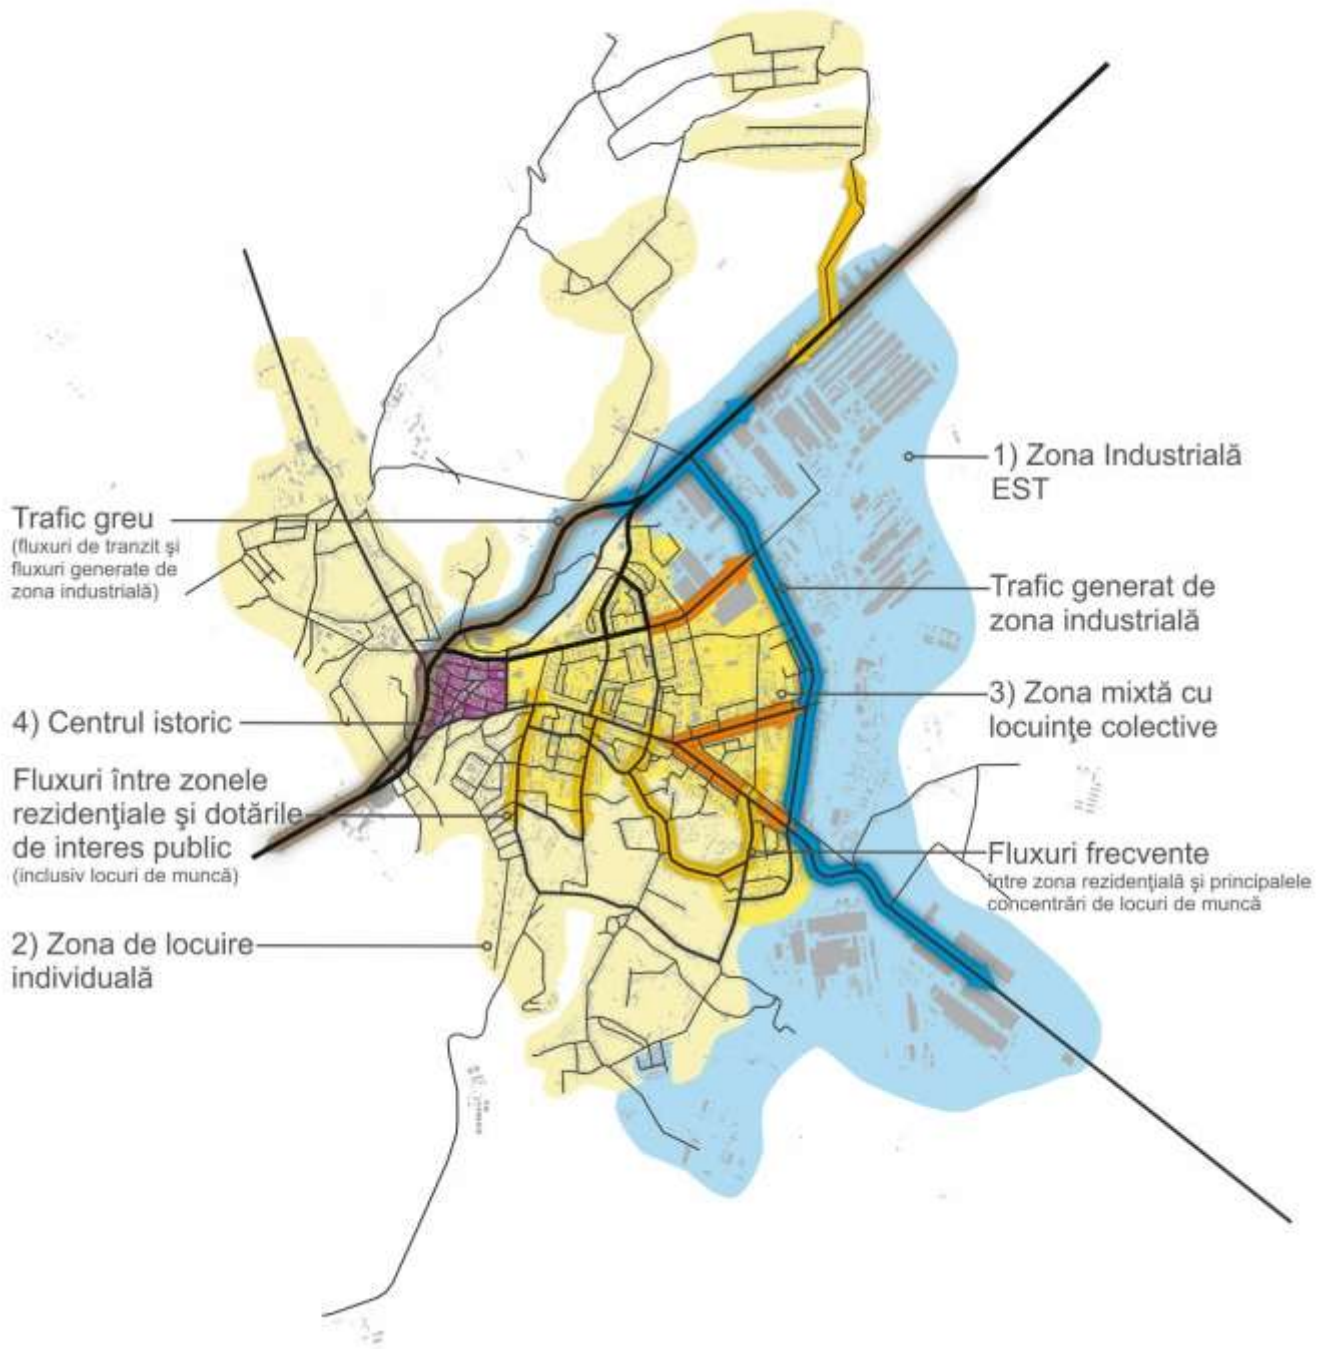 1) Zona Industrială
EST
Trafic greu
(fluxuri de tranzit şi
fluxuri generate de
zona industrială)
Trafic generat de
zona industrială
3) Zona mixtă cu
locuinţe colective
4) Centrul istoric
Fluxuri între zonele
rezidenţiale şi dotările
de interes public
(inclusiv locuri de muncă)
Fluxuri frecvente
între zona rezidenţială şi principalele
concentrări de locuri de muncă
2) Zona de locuire
individuală